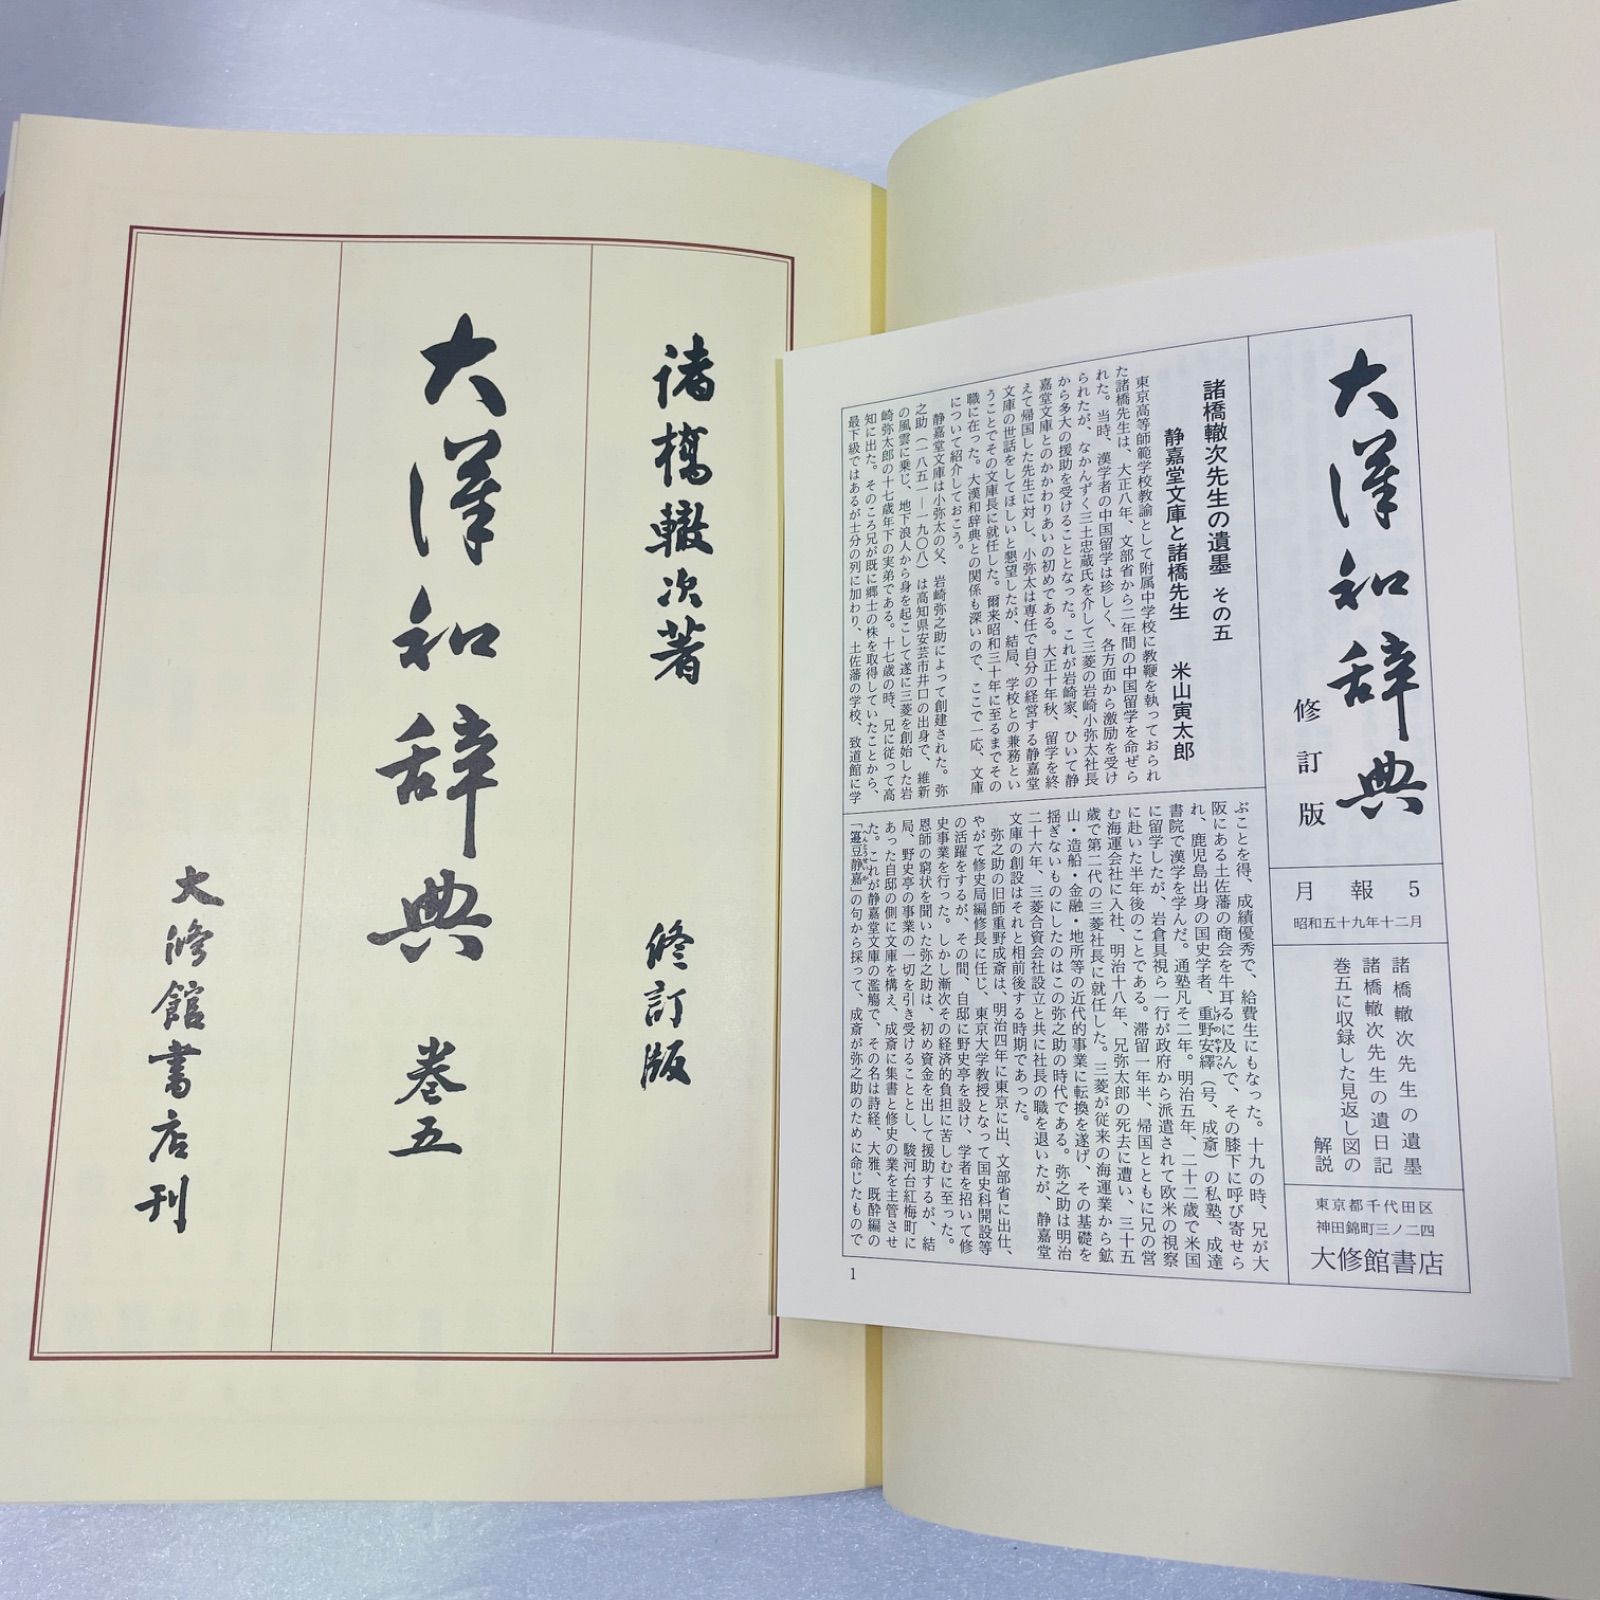 諸橋轍次著　修訂版
大漢和辞典　巻五
大修館書店刊
大漢和辞典
修訂版
月報 5
昭和五十九年十二月
諸橋轍次先生の遺墨
諸橋轍次先生の遺日記
巻五に収録した見返し図の
解説
東京都千代田区
神田錦町三ノ二四
大修館書店
諸橋轍次先生の遺墨 その五
静嘉堂文庫と諸橋先生　米山寅太郎
東京高等師範学校教諭として附属中学校に教鞭を執っておられ
た諸橋先生は、大正八年、文部省から二年間の中国留学を命ぜら
れた。当時、漢学者の中国留学は珍しく、各方面から激励を受け
られたが、なかんずく三土忠蔵氏を介して三菱の岩崎小弥太社長
から多大の援助を受けることとなった。これが岩崎家、ひいて静
嘉堂文庫とのかかわりあいの初めである。大正十年秋、留学を終
えて帰国した先生に対し、小弥太は専任で自分の経営する静嘉堂
文庫の世話をしてほしいと懇望したが、結局、学校との兼務とい
うことでその文庫長に就任した。爾来昭和三十年に至るまでその
職に在った。大漢和辞典との関係も深いので、ここで一応、文庫
について紹介しておこう。
静嘉堂文庫は小弥太の父、岩崎弥之助によって創建された。弥
之助（一八五一―一九〇八）は高知県安芸市井口の出身で、維新
の風雲に乗じ、地下浪人から身を起こして遂に三菱を創始した岩
崎弥太郎の十七歳年下の実弟である。十七歳の時、兄に従って高
知に出た。そのころ兄が既に郷士の株を取得していたことから、
最下級ではあるが士分の列に加わり、土佐藩の学校、致道館に学
ぶことを得、成績優秀で、給費生にもなった。十九の時、兄が大
阪にある土佐藩の商会を牛耳るに及んで、その膝下に呼び寄せら
れ、鹿児島出身の国史学者、重野安繹（号、成斎）の私塾、成達
書院で漢学を学んだ。通塾凡そ二年。明治五年、二十二歳で米国
に留学したが、岩倉具視ら一行が政府から派遣されて欧米の視察
に赴いた半年後のことである。滞留一年半、帰国とともに兄の営
む海運会社に入社、明治十八年、兄弥太郎の死去に遭い、三十五
歳で第二代の三菱社長に就任した。三菱が従来の海運業から鉱
山・造船・金融・地所等の近代的事業に転換を遂げ、その基礎を
揺ぎないものにしたのはこの弥之助の時代である。弥之助は明治
二十六年、三菱合資会社設立と共に社長の職を退いたが、静嘉堂
文庫の創設はそれと相前後する時期であった。
弥之助の旧師重野成斎は、明治四年に東京に出、文部省に出仕、
やがて修史局編修長に任じ、東京大学教授となって国史科開設等
の活躍をするが、その間、自邸に野史亭を設け、学者を招いて修
史事業を行った。しかし漸次その経済的負担に苦しむに至った。
恩師の窮状を聞いた弥之助は、初め資金を出して援助するが、結
局、野史亭の事業の一切を引き受けることとし、駿河台紅梅町に
あった自邸の側に文庫を構え、成斎に集書と修史の業を主管させ
た。これが静嘉堂文庫の濫觴で、その名は詩経、大雅、既酔編の
「籩豆静嘉」の句から採って、成斎が弥之助のために命じたもので
1